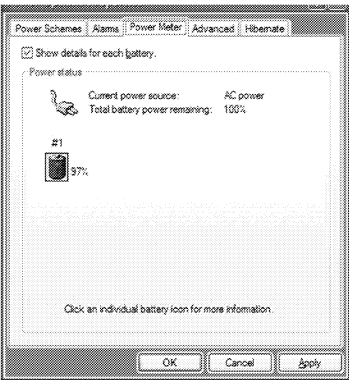 Power Schemes Alarms Power Meter Advanced Hibernate
Show details for each battery.
Power status
Current power source: AC power
Total battery power remaining: 100%
#1
97%
Click an individual battery icon for more information.
OK Cancel Apply